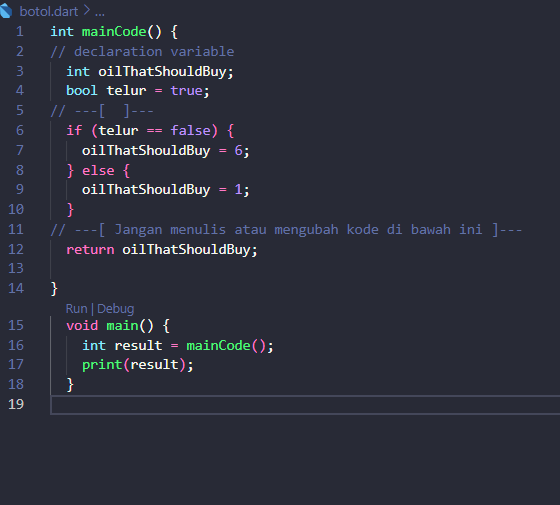 botol.dart > ...
1 int mainCode() {
2 // declaration variable
3 int oilThatShouldBuy;
4 bool telur = true;
5 // ---[  ]---
6 if (telur == false) {
7 oilThatShouldBuy = 6;
8 } else {
9 oilThatShouldBuy = 1;
10 }
11 // ---[ Jangan menulis atau mengubah kode di bawah ini ]---
12 return oilThatShouldBuy;
13
14 }
Run | Debug
15 void main() {
16 int result = mainCode();
17 print(result);
18 }
19